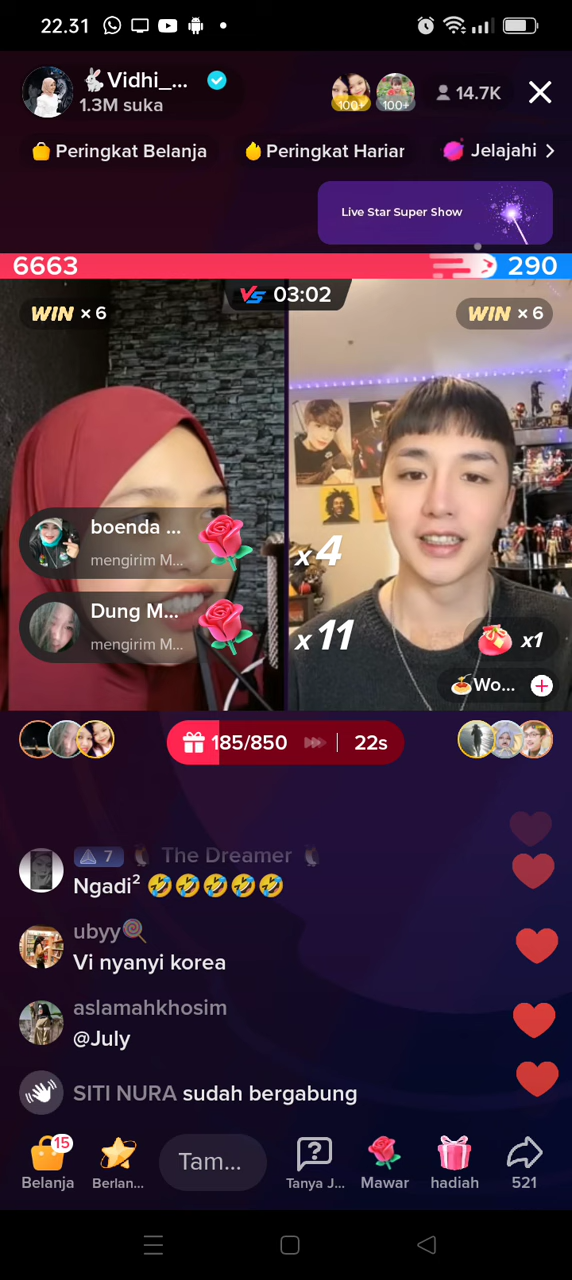 22.31
Vidhi_...
1.3M suka
100+
100+
14.7K
Peringkat Belanja
Peringkat Harian
Jelajahi
Live Star Super Show
6663
290
VS 03:02
WIN × 6
WIN × 6
boenda ...
mengirim M...
x4
Dung M...
mengirim M...
x11
x1
Wo...
185/850
22s
7 The Dreamer
Ngadi² 🤣🤣🤣🤣🤣
ubyy🍭
Vi nyanyi korea
aslamahkhosim
@July
SITI NURA sudah bergabung
15
Tam...
Belanja
Berlan...
Tanya J...
Mawar
hadiah
521